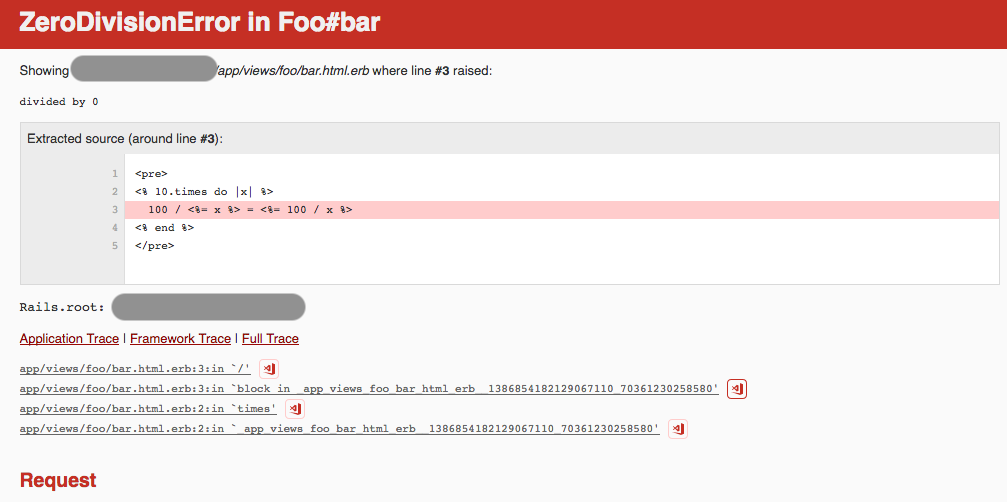 ZeroDivisionError in Foo#bar
Showing /app/views/foo/bar.html.erb where line #3 raised:
divided by 0
Extracted source (around line #3):
1 <pre>
2 <% 10.times do |x| %>
3 100 / <%= x %> = <%= 100 / x %>
4 <% end %>
5 </pre>
Rails.root:
Application Trace | Framework Trace | Full Trace
app/views/foo/bar.html.erb:3:in `/'
app/views/foo/bar.html.erb:3:in `block in _app_views_foo_bar_html_erb__1386854182129067110_70361230258580'
app/views/foo/bar.html.erb:2:in `times'
app/views/foo/bar.html.erb:2:in `_app_views_foo_bar_html_erb__1386854182129067110_70361230258580'
Request